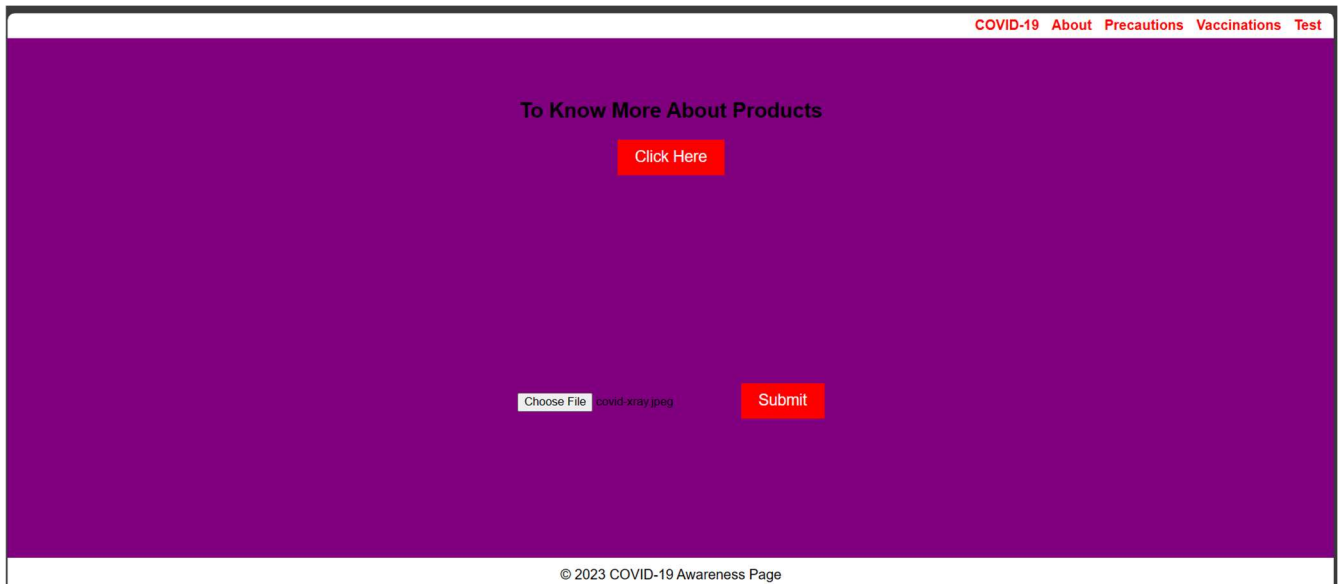 COVID-19 About Precautions Vaccinations Test
To Know More About Products
Click Here
Choose File covid-xray.jpeg Submit
© 2023 COVID-19 Awareness Page